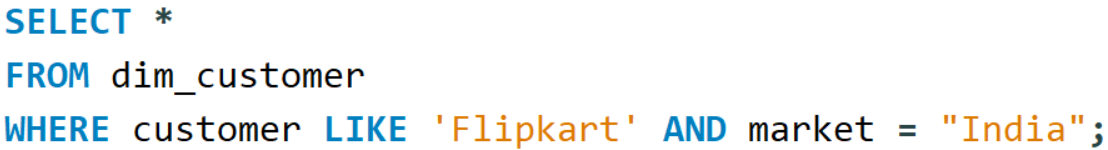 SELECT *
FROM dim_customer
WHERE customer LIKE 'Flipkart' AND market = "India";